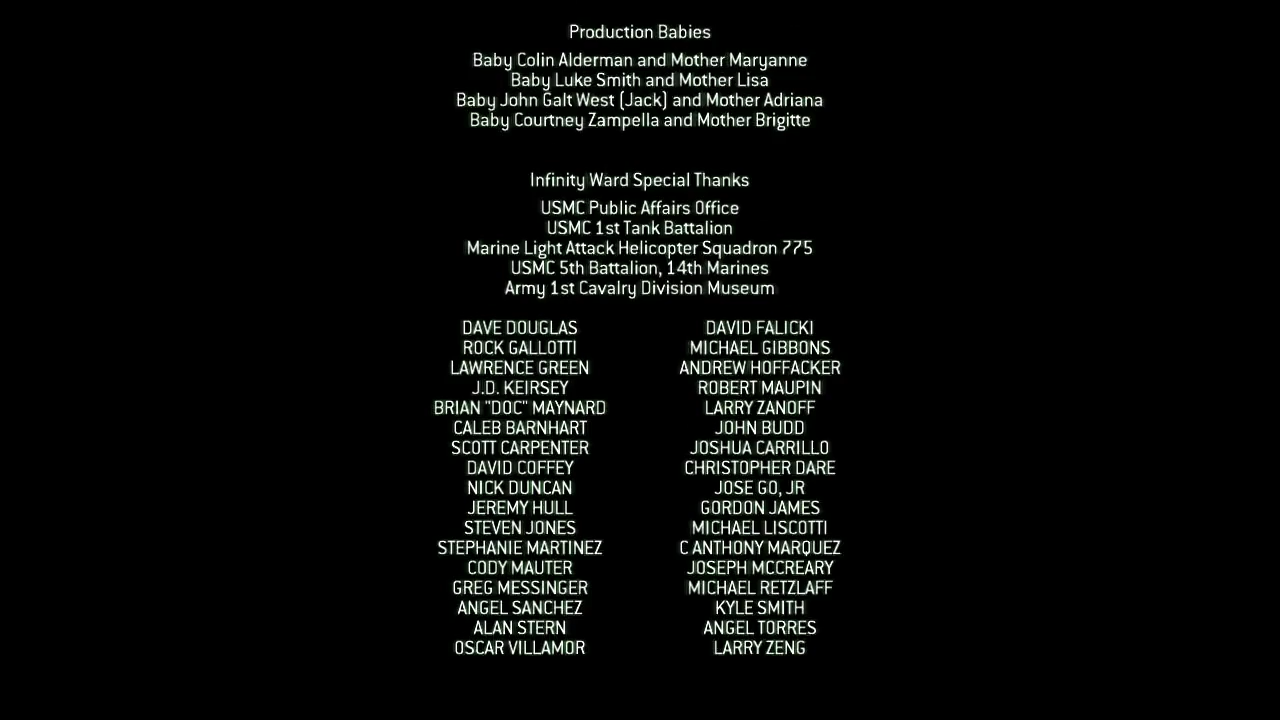 Production Babies
Baby Colin Alderman and Mother Maryanne
Baby Luke Smith and Mother Lisa
Baby John Galt West (Jack) and Mother Adriana
Baby Courtney Zampella and Mother Brigitte
Infinity Ward Special Thanks
USMC Public Affairs Office
USMC 1st Tank Battalion
Marine Light Attack Helicopter Squadron 775
USMC 5th Battalion, 14th Marines
Army 1st Cavalry Division Museum
DAVE DOUGLAS DAVID FALICKI
ROCK GALLOTTI MICHAEL GIBBONS
LAWRENCE GREEN ANDREW HOFFACKER
J.D. KEIRSEY ROBERT MAUPIN
BRIAN "DOC" MAYNARD LARRY ZANOFF
CALEB BARNHART JOHN BUDD
SCOTT CARPENTER JOSHUA CARRILLO
DAVID COFFEY CHRISTOPHER DARE
NICK DUNCAN JOSE GO, JR
JEREMY HULL GORDON JAMES
STEVEN JONES MICHAEL LISCOTTI
STEPHANIE MARTINEZ C ANTHONY MARQUEZ
CODY MAUTER JOSEPH MCCREARY
GREG MESSINGER MICHAEL RETZLAFF
ANGEL SANCHEZ KYLE SMITH
ALAN STERN ANGEL TORRES
OSCAR VILLAMOR LARRY ZENG